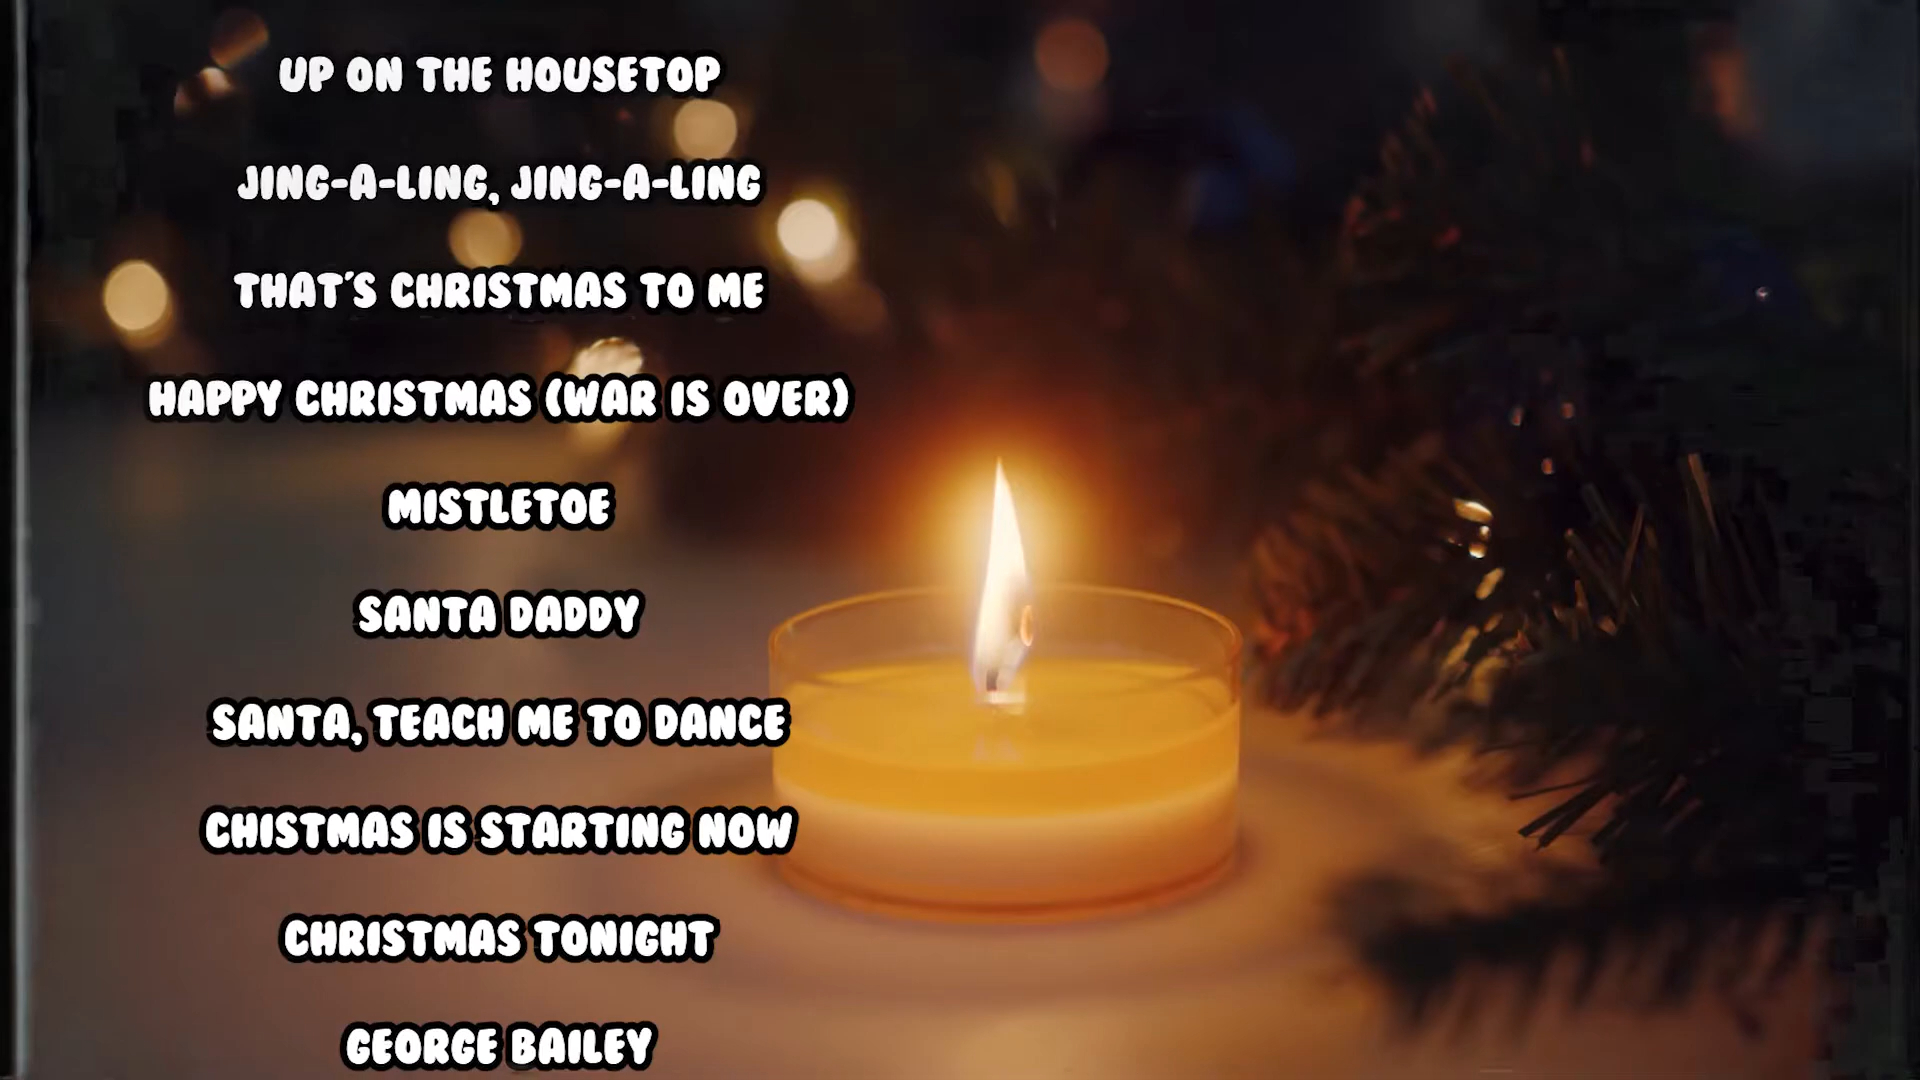 UP ON THE HOUSETOP
JING-A-LING, JING-A-LING
THAT'S CHRISTMAS TO ME
HAPPY CHRISTMAS (WAR IS OVER)
MISTLETOE
SANTA DADDY
SANTA, TEACH ME TO DANCE
CHISTMAS IS STARTING NOW
CHRISTMAS TONIGHT
GEORGE BAILEY